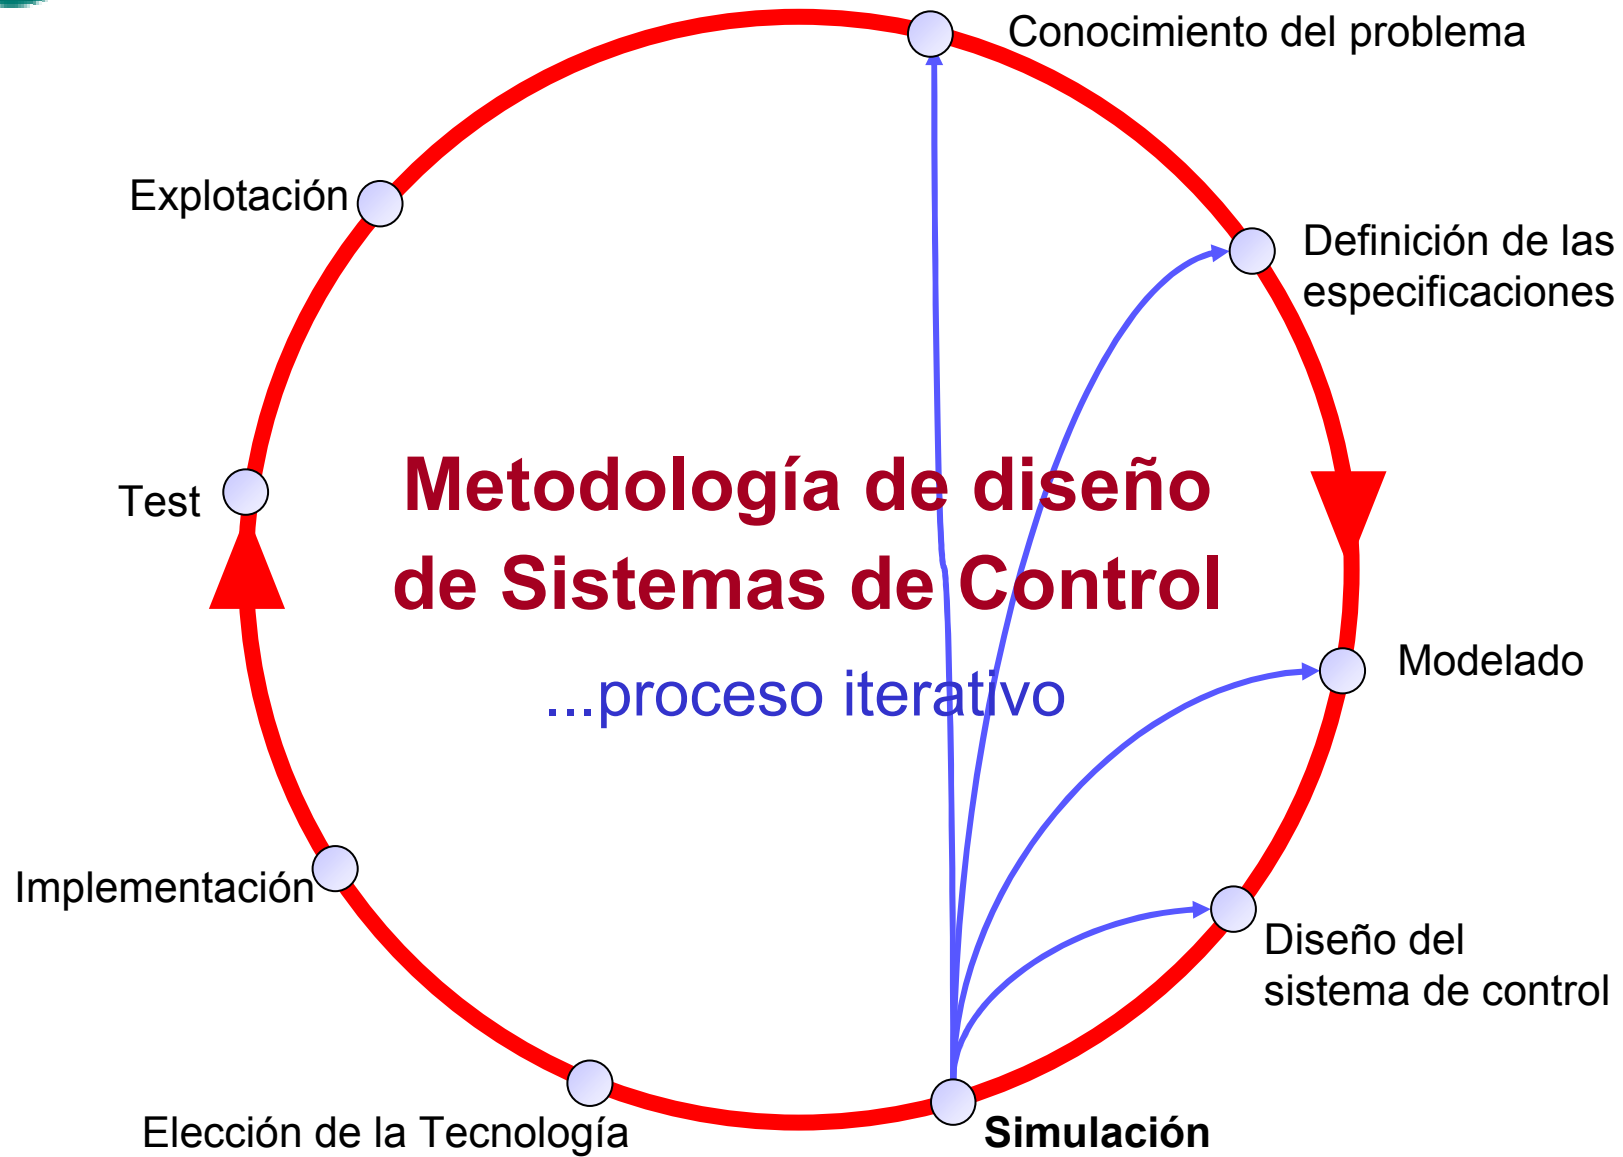 Conocimiento del problema
Explotación
Definición de las
especificaciones
Metodología de diseño
de Sistemas de Control
...proceso iterativo
Test
Modelado
Implementación
Diseño del
sistema de control
Elección de la Tecnología
Simulación